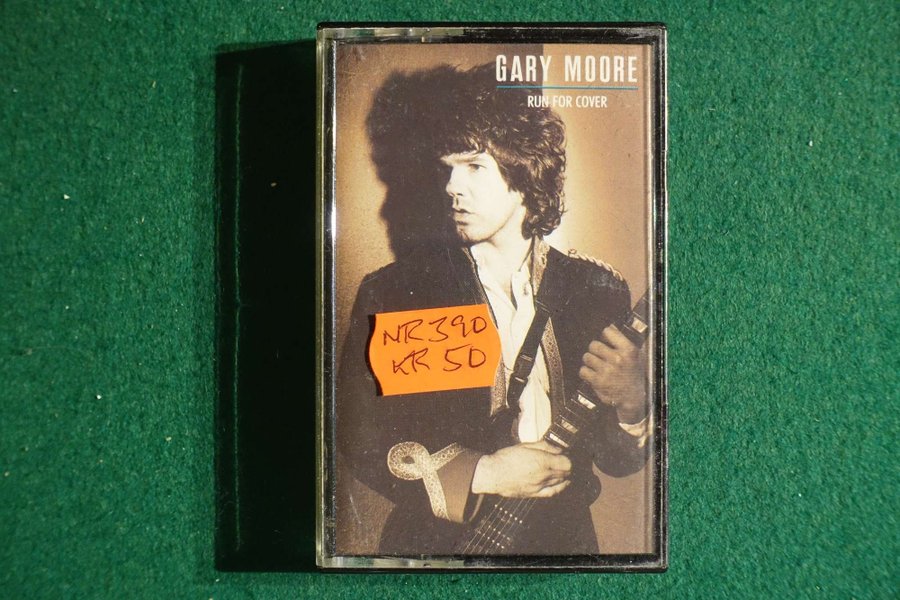 GARY MOORE
RUN FOR COVER
NR 390
KR 50